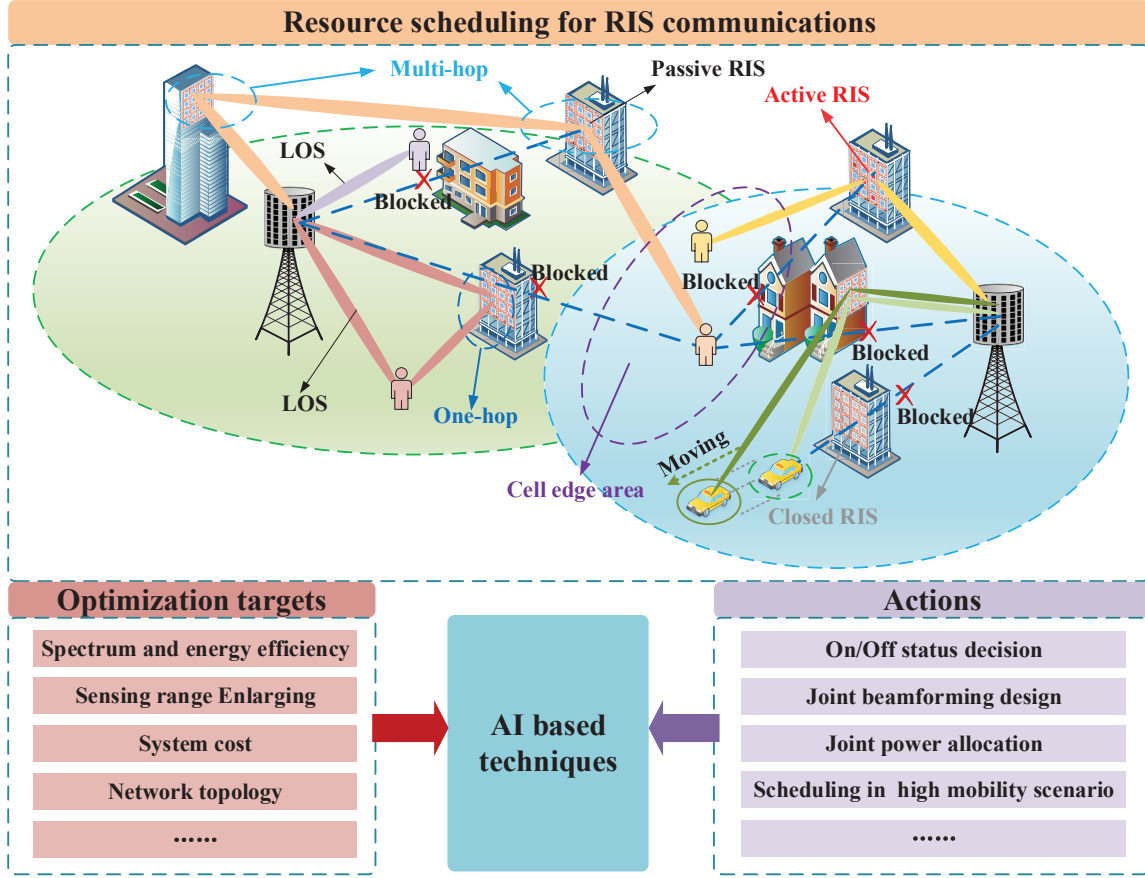 Resource scheduling for RIS communications
Multi-hop
Passive RIS
Active RIS
LOS
Blocked
Blocked
Blocked
Blocked
LOS
One-hop
Blocked
Moving
Cell edge area
Closed RIS
Optimization targets
Spectrum and energy efficiency
Sensing range Enlarging
System cost
Network topology
......
AI based
techniques
Actions
On/Off status decision
Joint beamforming design
Joint power allocation
Scheduling in high mobility scenario
......